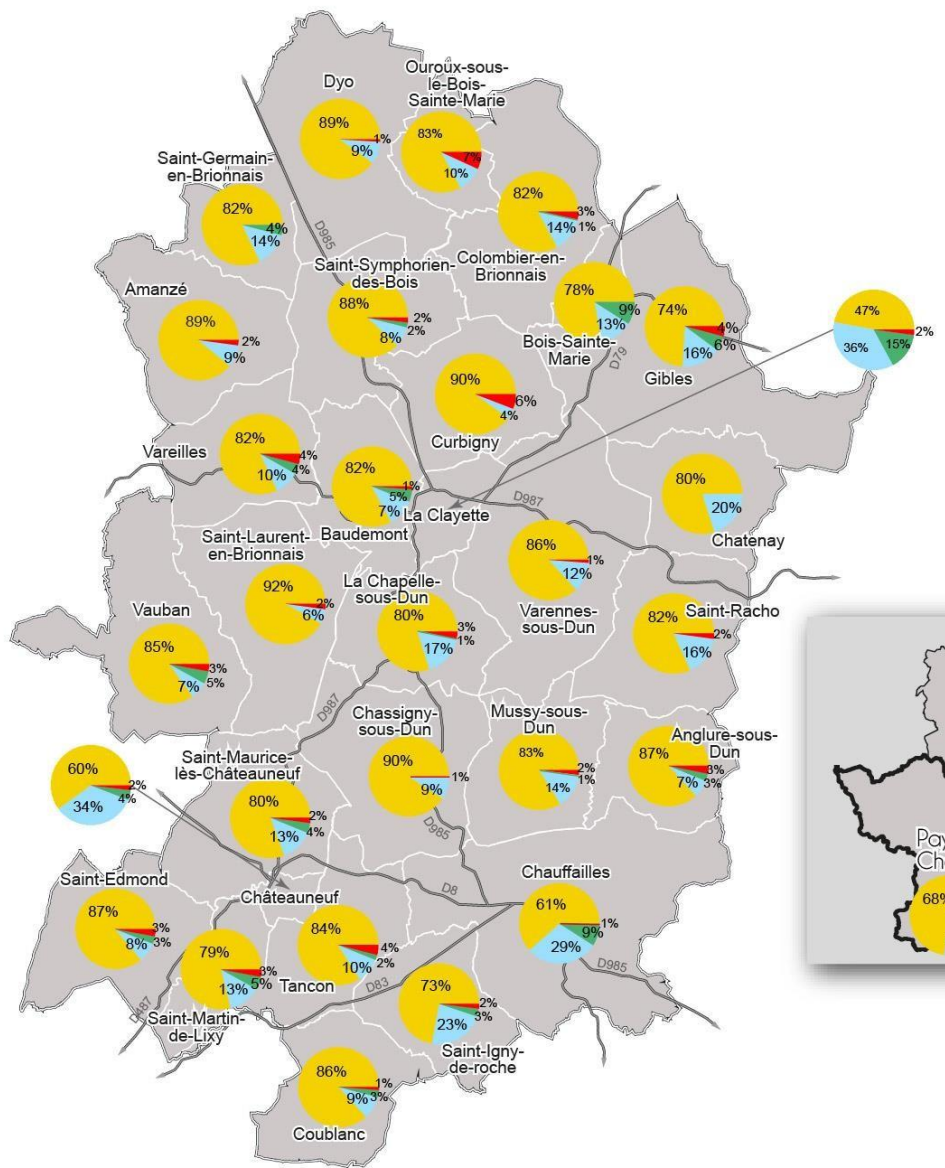 Dyo
89%
1%
9%
Ouroux-sous-
le-Bois-
Sainte-Marie
83%
7%
10%
Saint-Germain-
en-Brionnais
82%
4%
14%
D985
82%
3%
14%
1%
Colombier-en-
Brionnais
Saint-Symphorien-
des-Bois
88%
2%
2%
8%
Amanzé
89%
2%
9%
78%
9%
13%
Bois-Sainte-
Marie
D79
74%
4%
6%
16%
Gibles
47%
2%
15%
36%
90%
6%
4%
Curbigny
Vareilles
82%
4%
4%
10%
82%
1%
5%
7%
Baudemont
La Clayette
D987
80%
20%
Chatenay
Saint-Laurent-
en-Brionnais
92%
2%
6%
86%
1%
12%
Varennes-
sous-Dun
La Chapelle-
sous-Dun
80%
3%
1%
17%
Saint-Racho
82%
2%
16%
Vauban
85%
3%
5%
7%
D987
Chassigny-
sous-Dun
90%
1%
9%
D985
Mussy-sous-
Dun
83%
2%
1%
14%
Anglure-sous-
Dun
87%
3%
3%
7%
60%
2%
4%
34%
Saint-Maurice-
lès-Châteauneuf
80%
2%
4%
13%
Châteauneuf
D8
Chauffailles
61%
1%
9%
29%
D985
Saint-Edmond
87%
3%
3%
8%
79%
3%
5%
13%
Saint-Martin-
de-Lixy
D487
84%
4%
2%
10%
Tancon
D83
73%
2%
3%
23%
Saint-Igny-
de-roche
86%
1%
3%
9%
Coublanc
Pay
Ch
68%